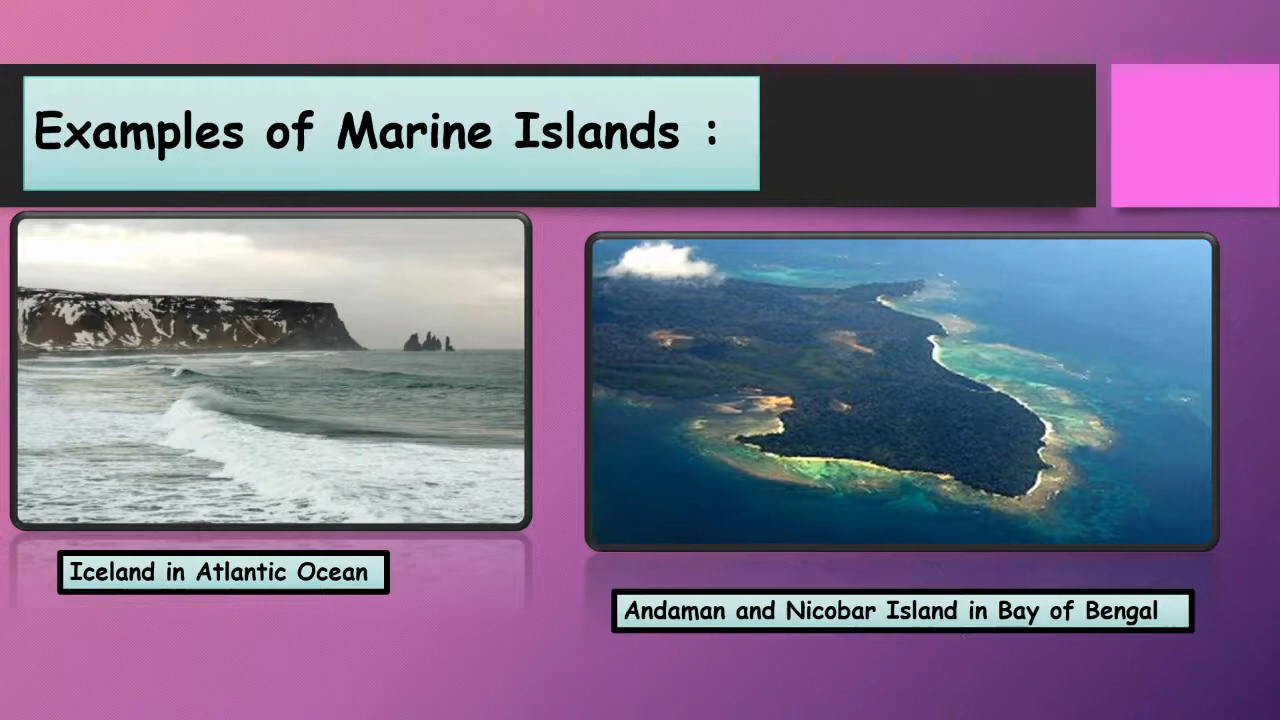 Examples of Marine Islands :
Iceland in Atlantic Ocean
Andaman and Nicobar Island in Bay of Bengal